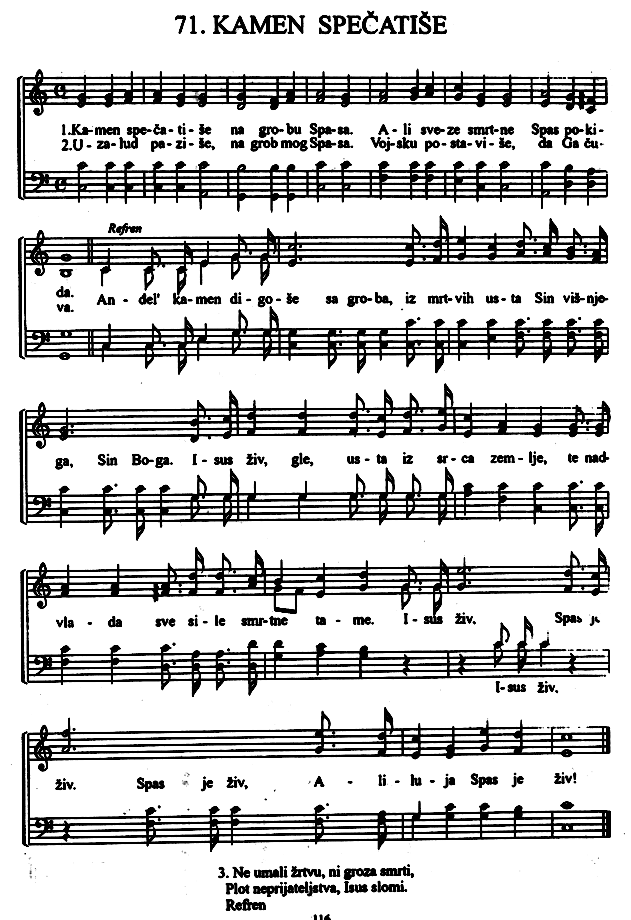 71. KAMEN SPEČATIŠE
1.Ka-men spe-ča-ti-še na gro-bu Spa-sa. A-li sve-ze smrt-ne Spas po-ki-
2.U-za-lud pa-zi-še, na grob mog Spa-sa. Voj-sku po-sta-vi-še, da Ga ču-
Refren
da. An-del' ka-men di-go-še sa gro-ba, iz mrt-vih us-ta Sin viš-nje-
va.
ga, Sin Bo-ga. I-sus živ, gle, us-ta iz sr-ca zem-lje, te nad-
vla-da sve si-le smr-tne ta-me. I-sus živ. Spas
I-sus živ.
živ. Spas je živ, A-li-lu-ja Spas je živ!
3. Ne umali žrtvu, ni groza smrti,
Plot neprijateljstva, Isus slomi.
Refren
116